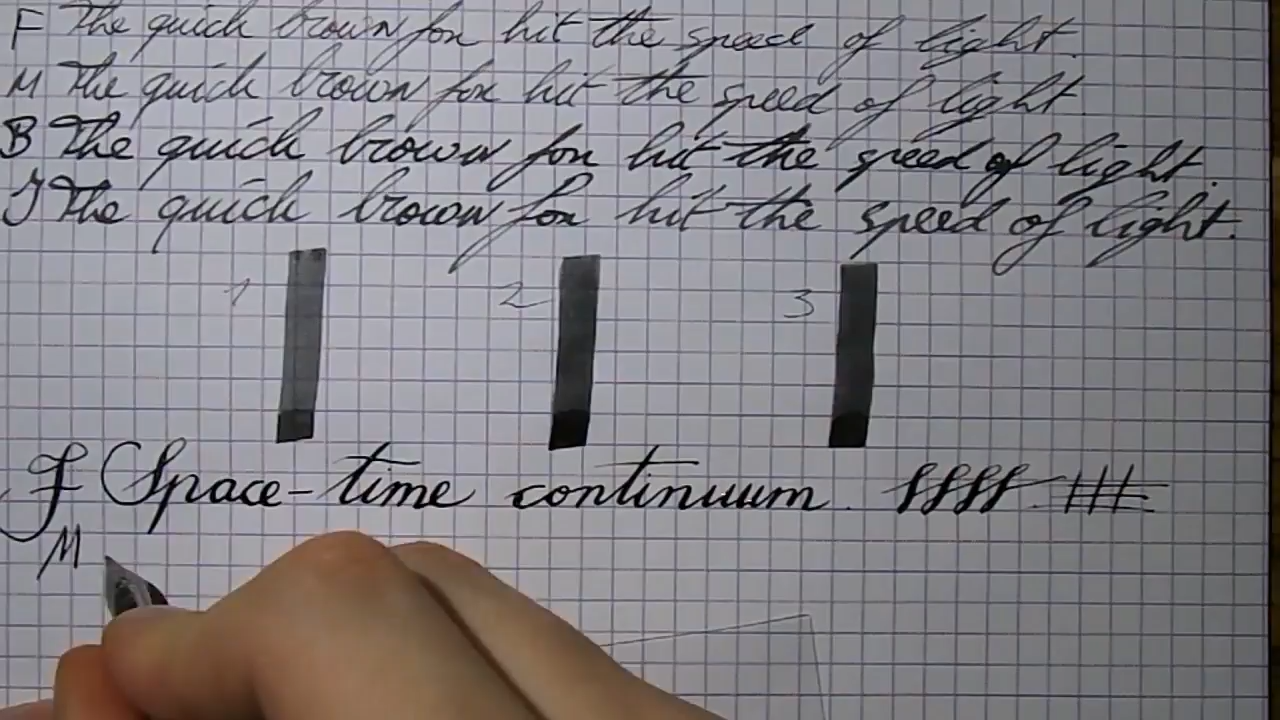 F The quick brown fox hit the speed of light.
M The quick brown fox hit the speed of light
B The quick brown fox hit the speed of light.
J The quick brown fox hit the speed of light.
1 2 3
F Space-time continuum. ffff ///
M